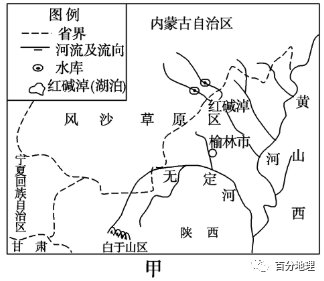 图例
省界
河流及流向
水库
红碱淖(湖泊)
内蒙古自治区
风沙草原区
红碱淖
榆林市
黄河
山西
无定河
宁夏回族自治区
甘肃
白于山区
陕西
甲
百分地理